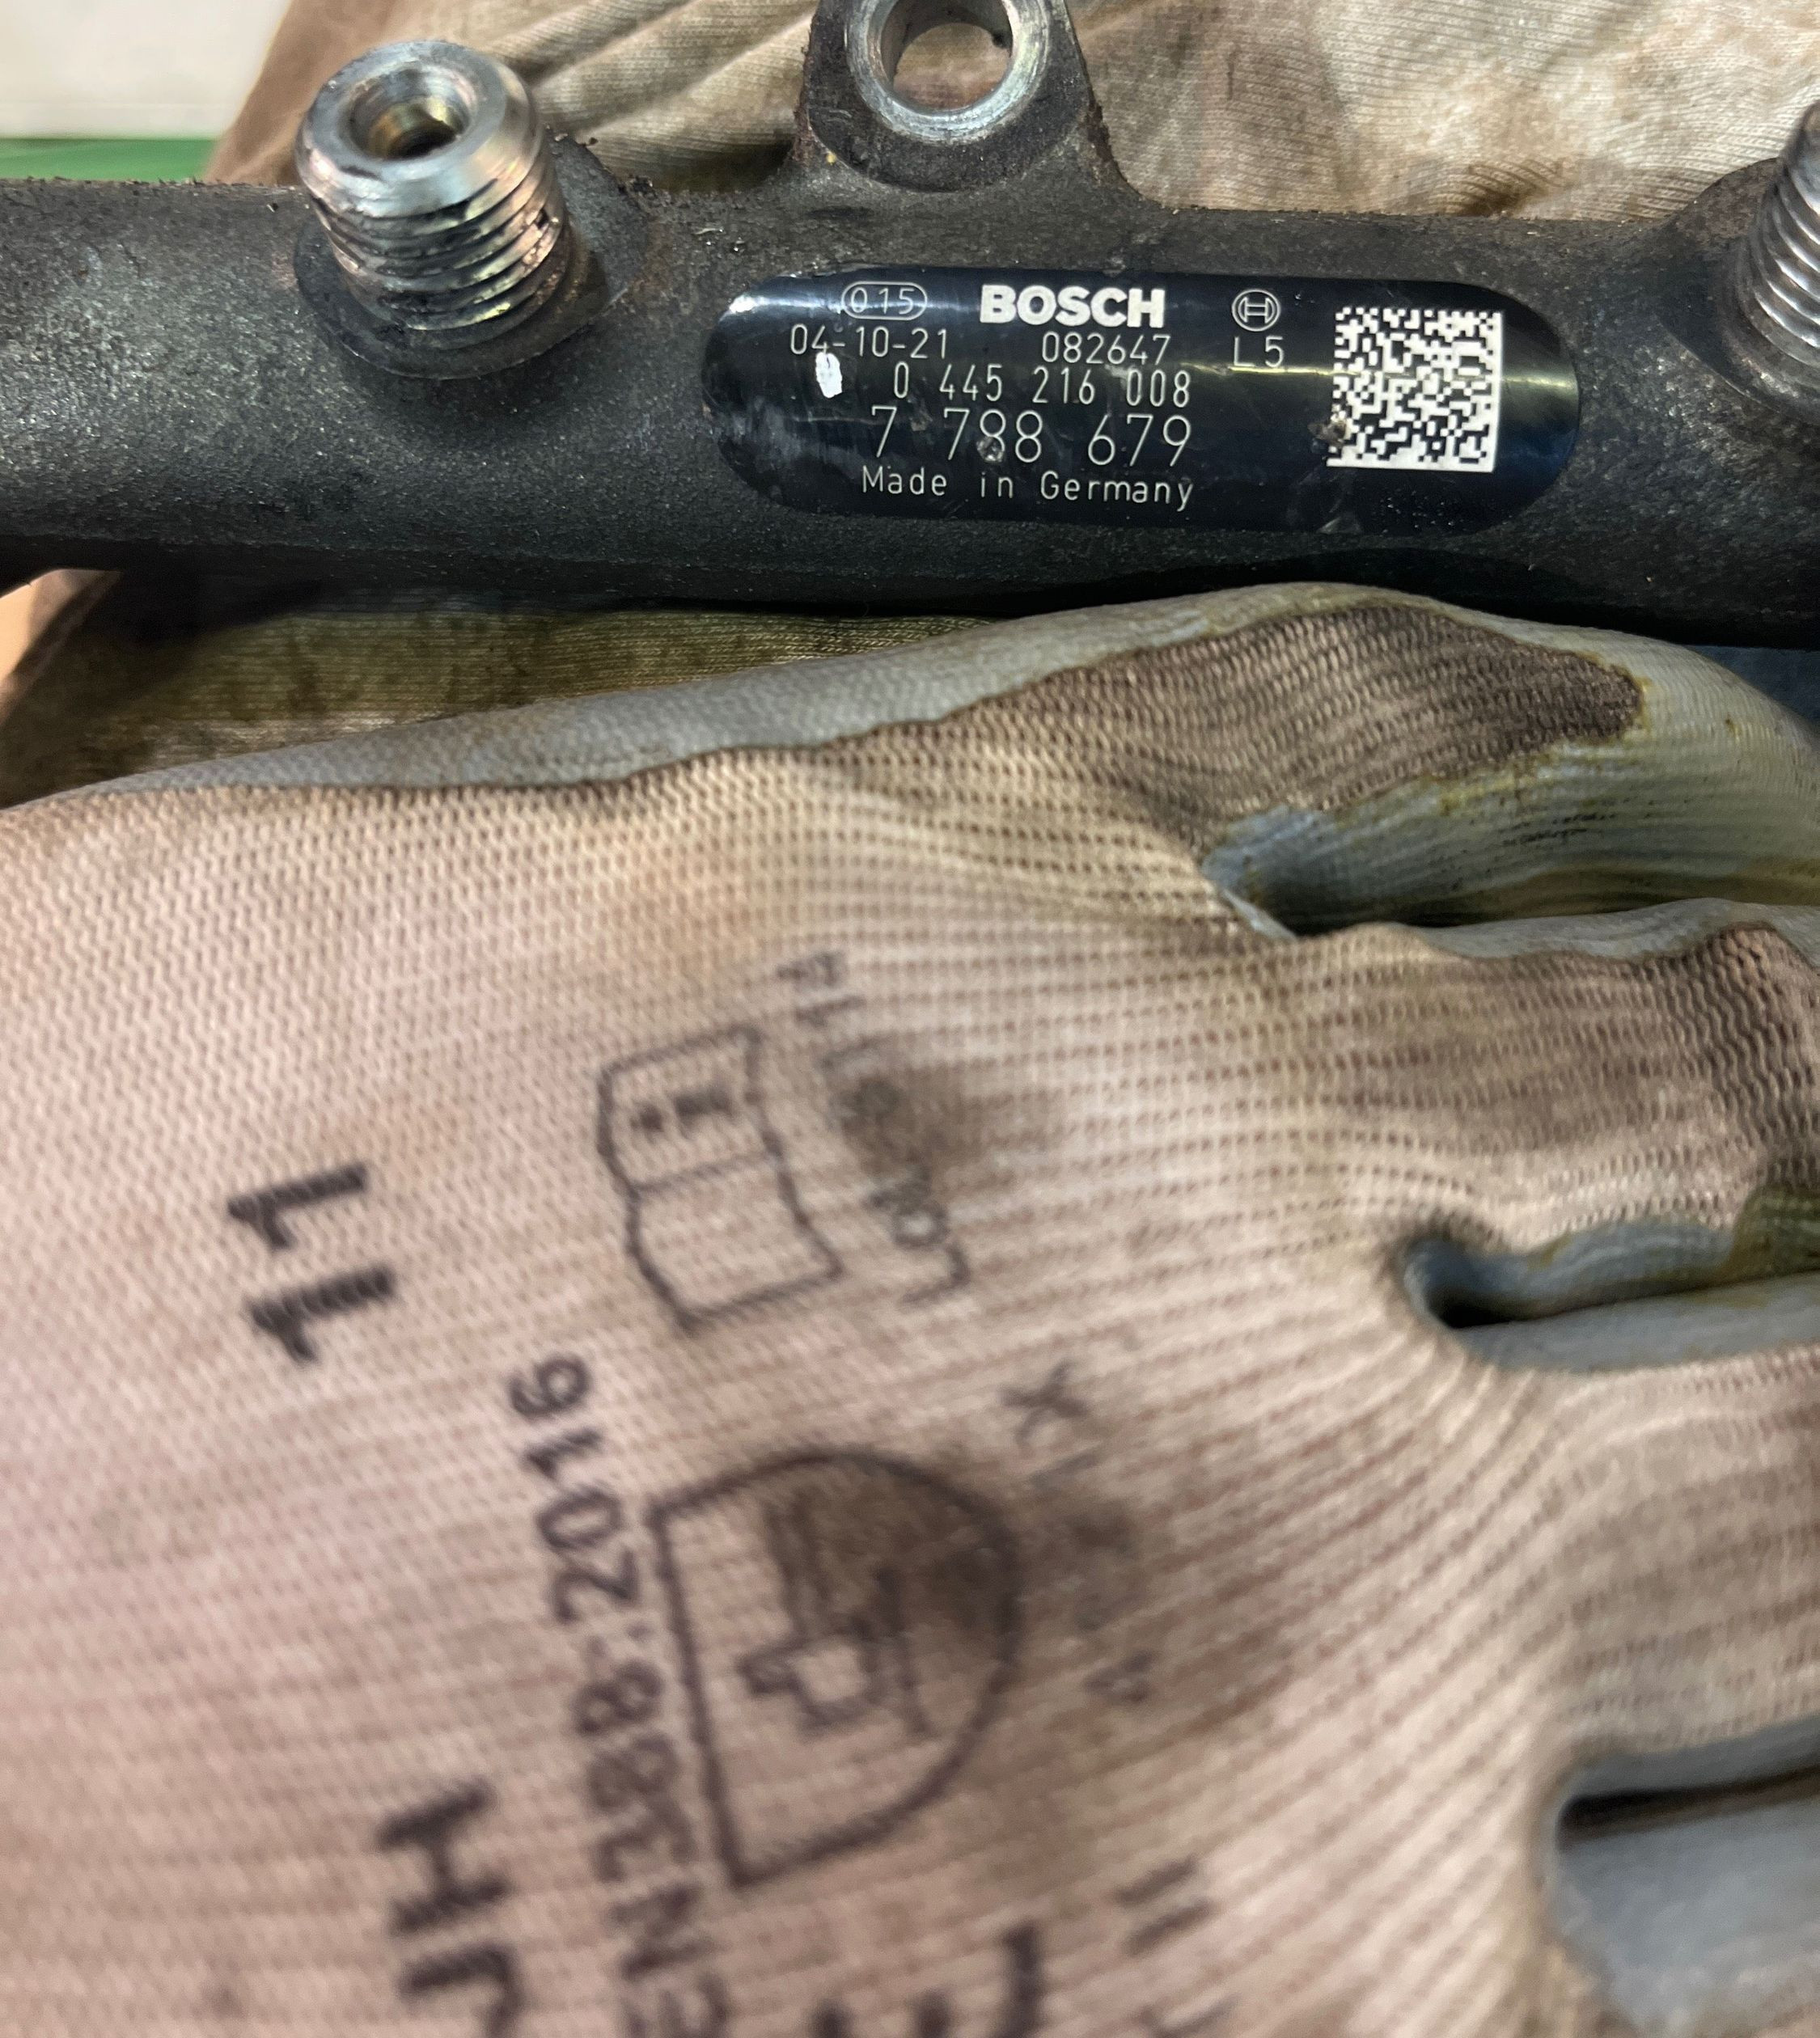 015 BOSCH
04-10-21 082647 L5
0 445 216 008
7 788 679
Made in Germany
11
EN388:2016
X